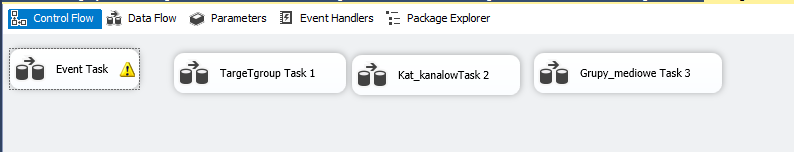 Control Flow Data Flow Parameters Event Handlers Package Explorer
Event Task TargeTgroup Task 1 Kat_kanalowTask 2 Grupy_mediowe Task 3